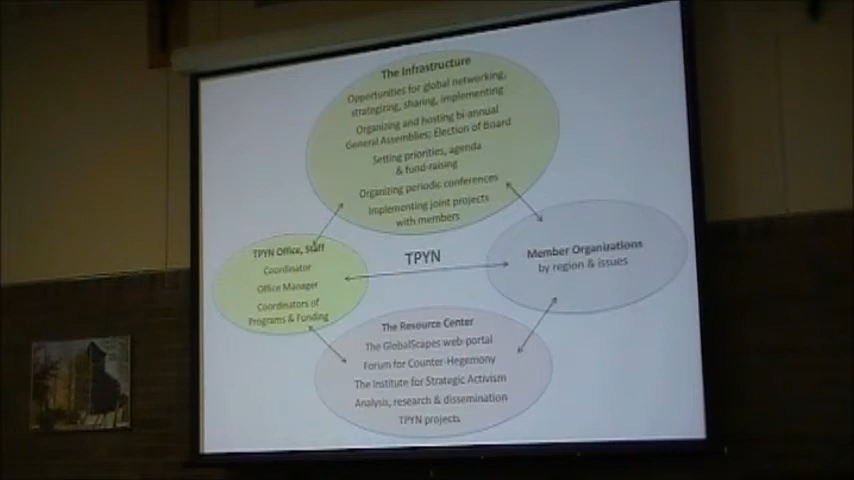 The Infrastructure
Opportunities for global networking,
strategizing, sharing, implementing
Organizing and hosting bi-annual
General Assemblies; Election of Board
Setting priorities, agenda
& fund-raising
Organizing periodic conferences
Implementing joint projects
with members
TPYN Office, Staff
Coordinator
Office Manager
Coordinators of
Programs & Funding
TPYN
Member Organizations
by region & issues
The Resource Center
The GlobalScapes web-portal
Forum for Counter-Hegemony
The Institute for Strategic Activism
Analysis, research & dissemination
TPYN projects